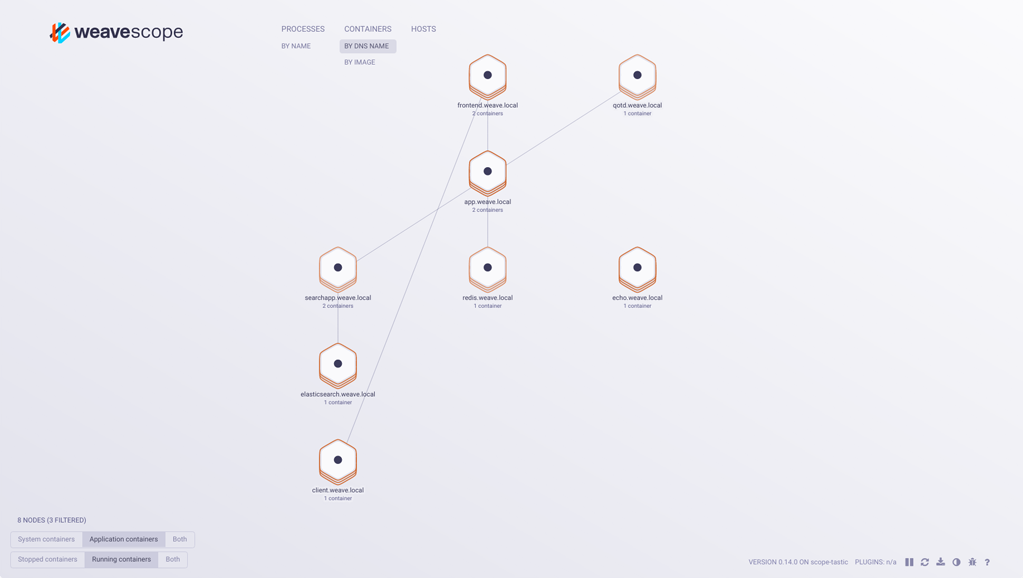 weavescope
PROCESSES CONTAINERS HOSTS
BY NAME BY DNS NAME
BY IMAGE
frontend.weave.local
2 containers
qotd.weave.local
1 container
app.weave.local
2 containers
searchapp.weave.local
2 containers
redis.weave.local
1 container
echo.weave.local
1 container
elasticsearch.weave.local
1 container
client.weave.local
1 container
8 NODES (3 FILTERED)
System containers Application containers Both
Stopped containers Running containers Both
VERSION 0.14.0 ON scope-tastic PLUGINS: n/a ?